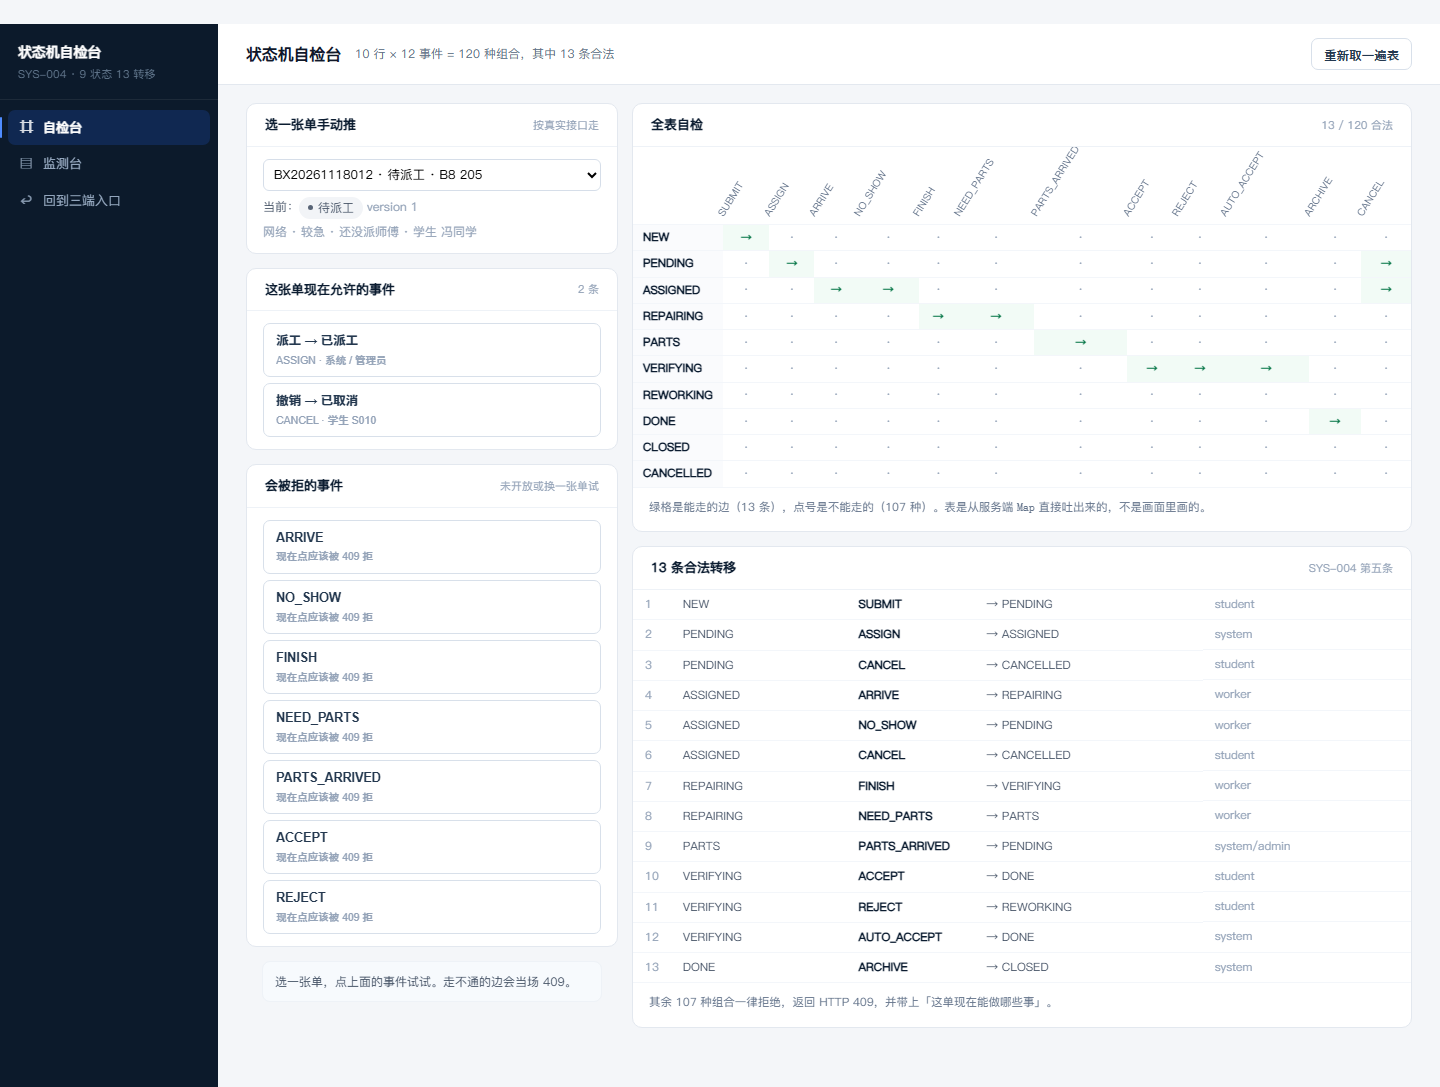 状态机自检台
SYS-004 · 9 状态 13 转移
自检台
监测台
回到三端入口
状态机自检台 10 行 × 12 事件 = 120 种组合，其中 13 条合法
重新取一遍表
选一张单手动推 按真实接口走
BX20261118012 · 待派工 · B8 205
当前： • 待派工 version 1
网络 · 较急 · 还没派师傅 · 学生 冯同学
这张单现在允许的事件 2 条
派工 → 已派工
ASSIGN · 系统 / 管理员
撤销 → 已取消
CANCEL · 学生 S010
会被拒的事件 未开放或换一张单试
ARRIVE
现在点应该被 409 拒
NO_SHOW
现在点应该被 409 拒
FINISH
现在点应该被 409 拒
NEED_PARTS
现在点应该被 409 拒
PARTS_ARRIVED
现在点应该被 409 拒
ACCEPT
现在点应该被 409 拒
REJECT
现在点应该被 409 拒
选一张单，点上面的事件试试。走不通的边会当场 409。
全表自检 13 / 120 合法
SUBMIT ASSIGN ARRIVE NO_SHOW FINISH NEED_PARTS PARTS_ARRIVED ACCEPT REJECT AUTO_ACCEPT ARCHIVE CANCEL
NEW → · · · · · · · · · · ·
PENDING · → · · · · · · · · · →
ASSIGNED · · → → · · · · · · · →
REPAIRING · · · · → → · · · · · ·
PARTS · · · · · · → · · · · ·
VERIFYING · · · · · · · → → → · ·
REWORKING · · · · · · · · · · · ·
DONE · · · · · · · · · · → ·
CLOSED · · · · · · · · · · · ·
CANCELLED · · · · · · · · · · · ·
绿格是能走的边（13 条），点号是不能走的（107 种）。表是从服务端 Map 直接吐出来的，不是画面里画的。
13 条合法转移 SYS-004 第五条
1 NEW SUBMIT → PENDING student
2 PENDING ASSIGN → ASSIGNED system
3 PENDING CANCEL → CANCELLED student
4 ASSIGNED ARRIVE → REPAIRING worker
5 ASSIGNED NO_SHOW → PENDING worker
6 ASSIGNED CANCEL → CANCELLED student
7 REPAIRING FINISH → VERIFYING worker
8 REPAIRING NEED_PARTS → PARTS worker
9 PARTS PARTS_ARRIVED → PENDING system/admin
10 VERIFYING ACCEPT → DONE student
11 VERIFYING REJECT → REWORKING student
12 VERIFYING AUTO_ACCEPT → DONE system
13 DONE ARCHIVE → CLOSED system
其余 107 种组合一律拒绝，返回 HTTP 409，并带上「这单现在能做哪些事」。